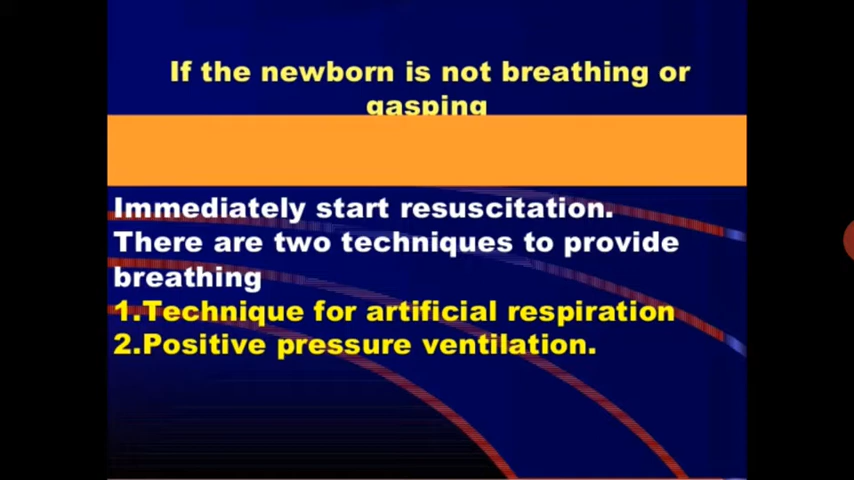 If the newborn is not breathing or
gasping
Immediately start resuscitation.
There are two techniques to provide
breathing
1.Technique for artificial respiration
2.Positive pressure ventilation.